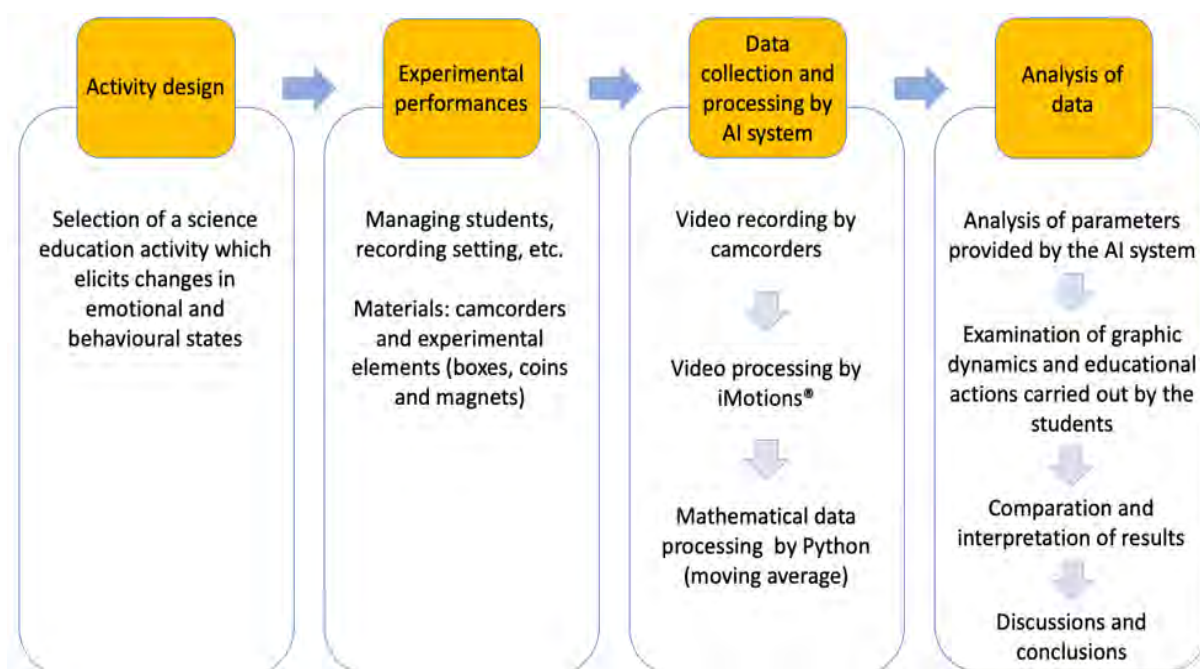 Activity design
Selection of a science
education activity which
elicits changes in
emotional and
behavioural states
Experimental
performances
Managing students,
recording setting, etc.
Materials: camcorders
and experimental
elements (boxes, coins
and magnets)
Data
collection and
processing by
AI system
Video recording by
camcorders
Video processing by
iMotions®
Mathematical data
processing by Python
(moving average)
Analysis of
data
Analysis of parameters
provided by the AI system
Examination of graphic
dynamics and educational
actions carried out by the
students
Comparation and
interpretation of results
Discussions and
conclusions